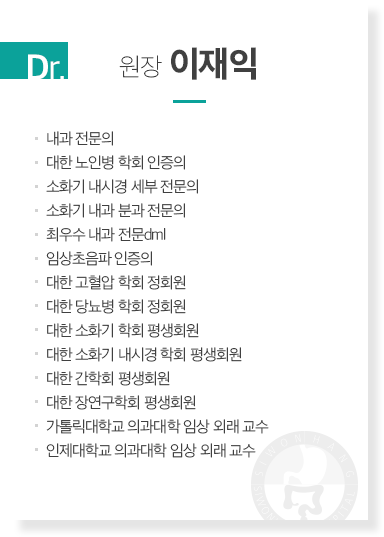 Dr.
원장 이재익
내과 전문의
대한 노인병 학회 인증의
소화기 내시경 세부 전문의
소화기 내과 분과 전문의
최우수 내과 전문dml
임상초음파 인증의
대한 고혈압 학회 정회원
대한 당뇨병 학회 정회원
대한 소화기 학회 평생회원
대한 소화기 내시경 학회 평생회원
대한 간학회 평생회원
대한 장연구학회 평생회원
가톨릭대학교 의과대학 임상 외래 교수
인제대학교 의과대학 임상 외래 교수